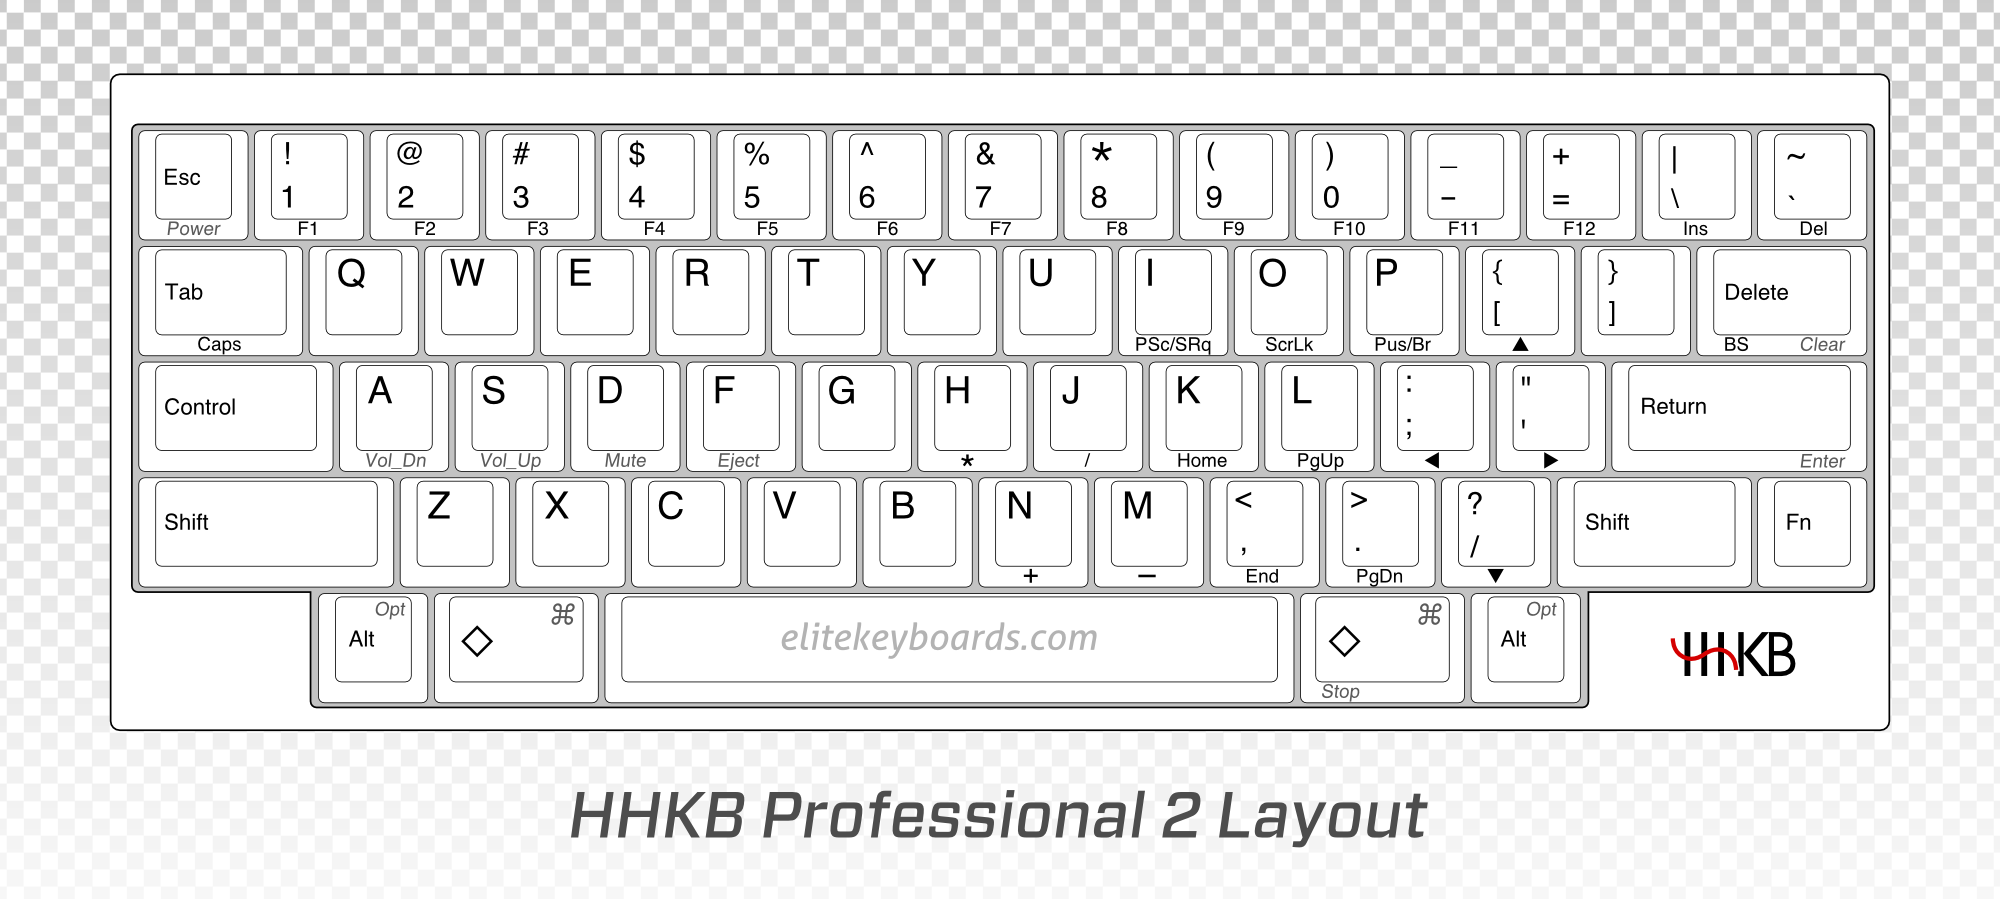 Esc ! @ # $ % ^ & * ( ) _ + | ~
1 2 3 4 5 6 7 8 9 0 - = \ `
Power F1 F2 F3 F4 F5 F6 F7 F8 F9 F10 F11 F12 Ins Del
Tab Q W E R T Y U I O P { } Delete
[ ]
Caps PSc/SRq ScrLk Pus/Br ▲ BS Clear
Control A S D F G H J K L : " Return
; '
Vol_Dn Vol_Up Mute Eject * / Home PgUp ◀ ▶ Enter
Shift Z X C V B N M < > ? Shift Fn
, . /
+ – End PgDn ▼
Opt ⌘ ⌘ Opt
Alt ◇ elitekeyboards.com ◇ Alt
Stop
HHKB
HHKB Professional 2 Layout